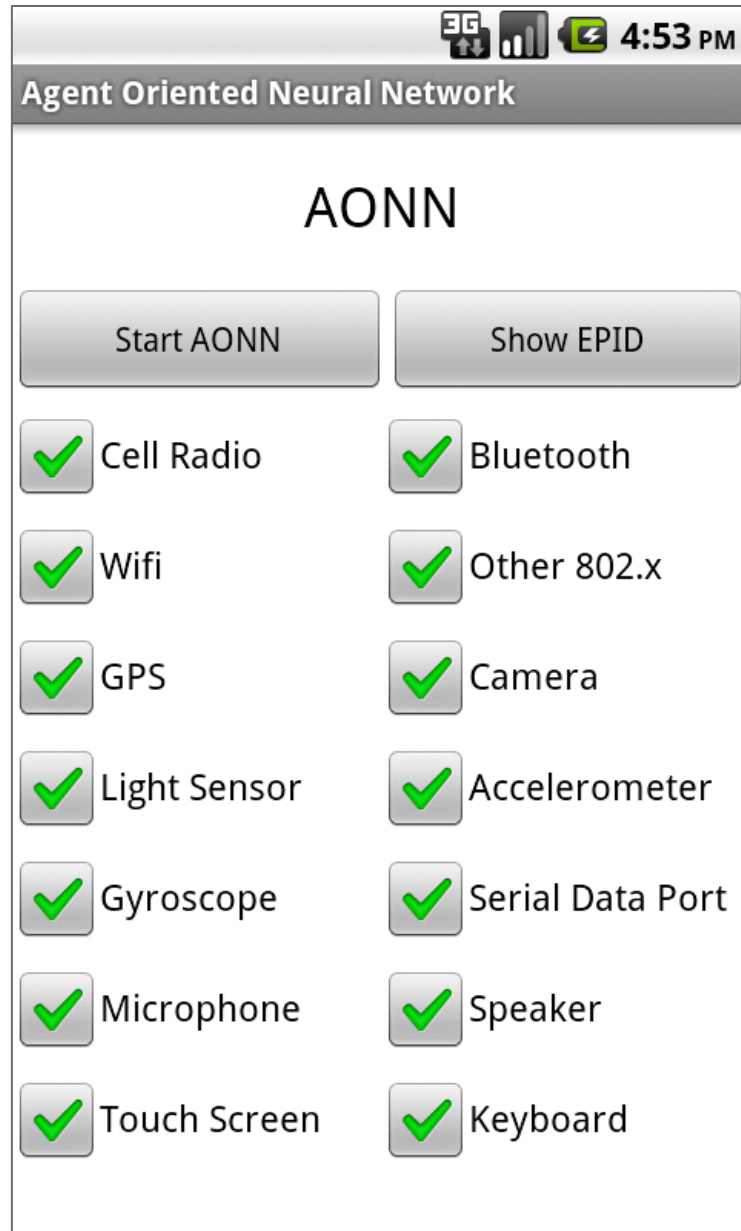 3G 4:53 PM
Agent Oriented Neural Network
AONN
Start AONN Show EPID
Cell Radio Bluetooth
Wifi Other 802.x
GPS Camera
Light Sensor Accelerometer
Gyroscope Serial Data Port
Microphone Speaker
Touch Screen Keyboard